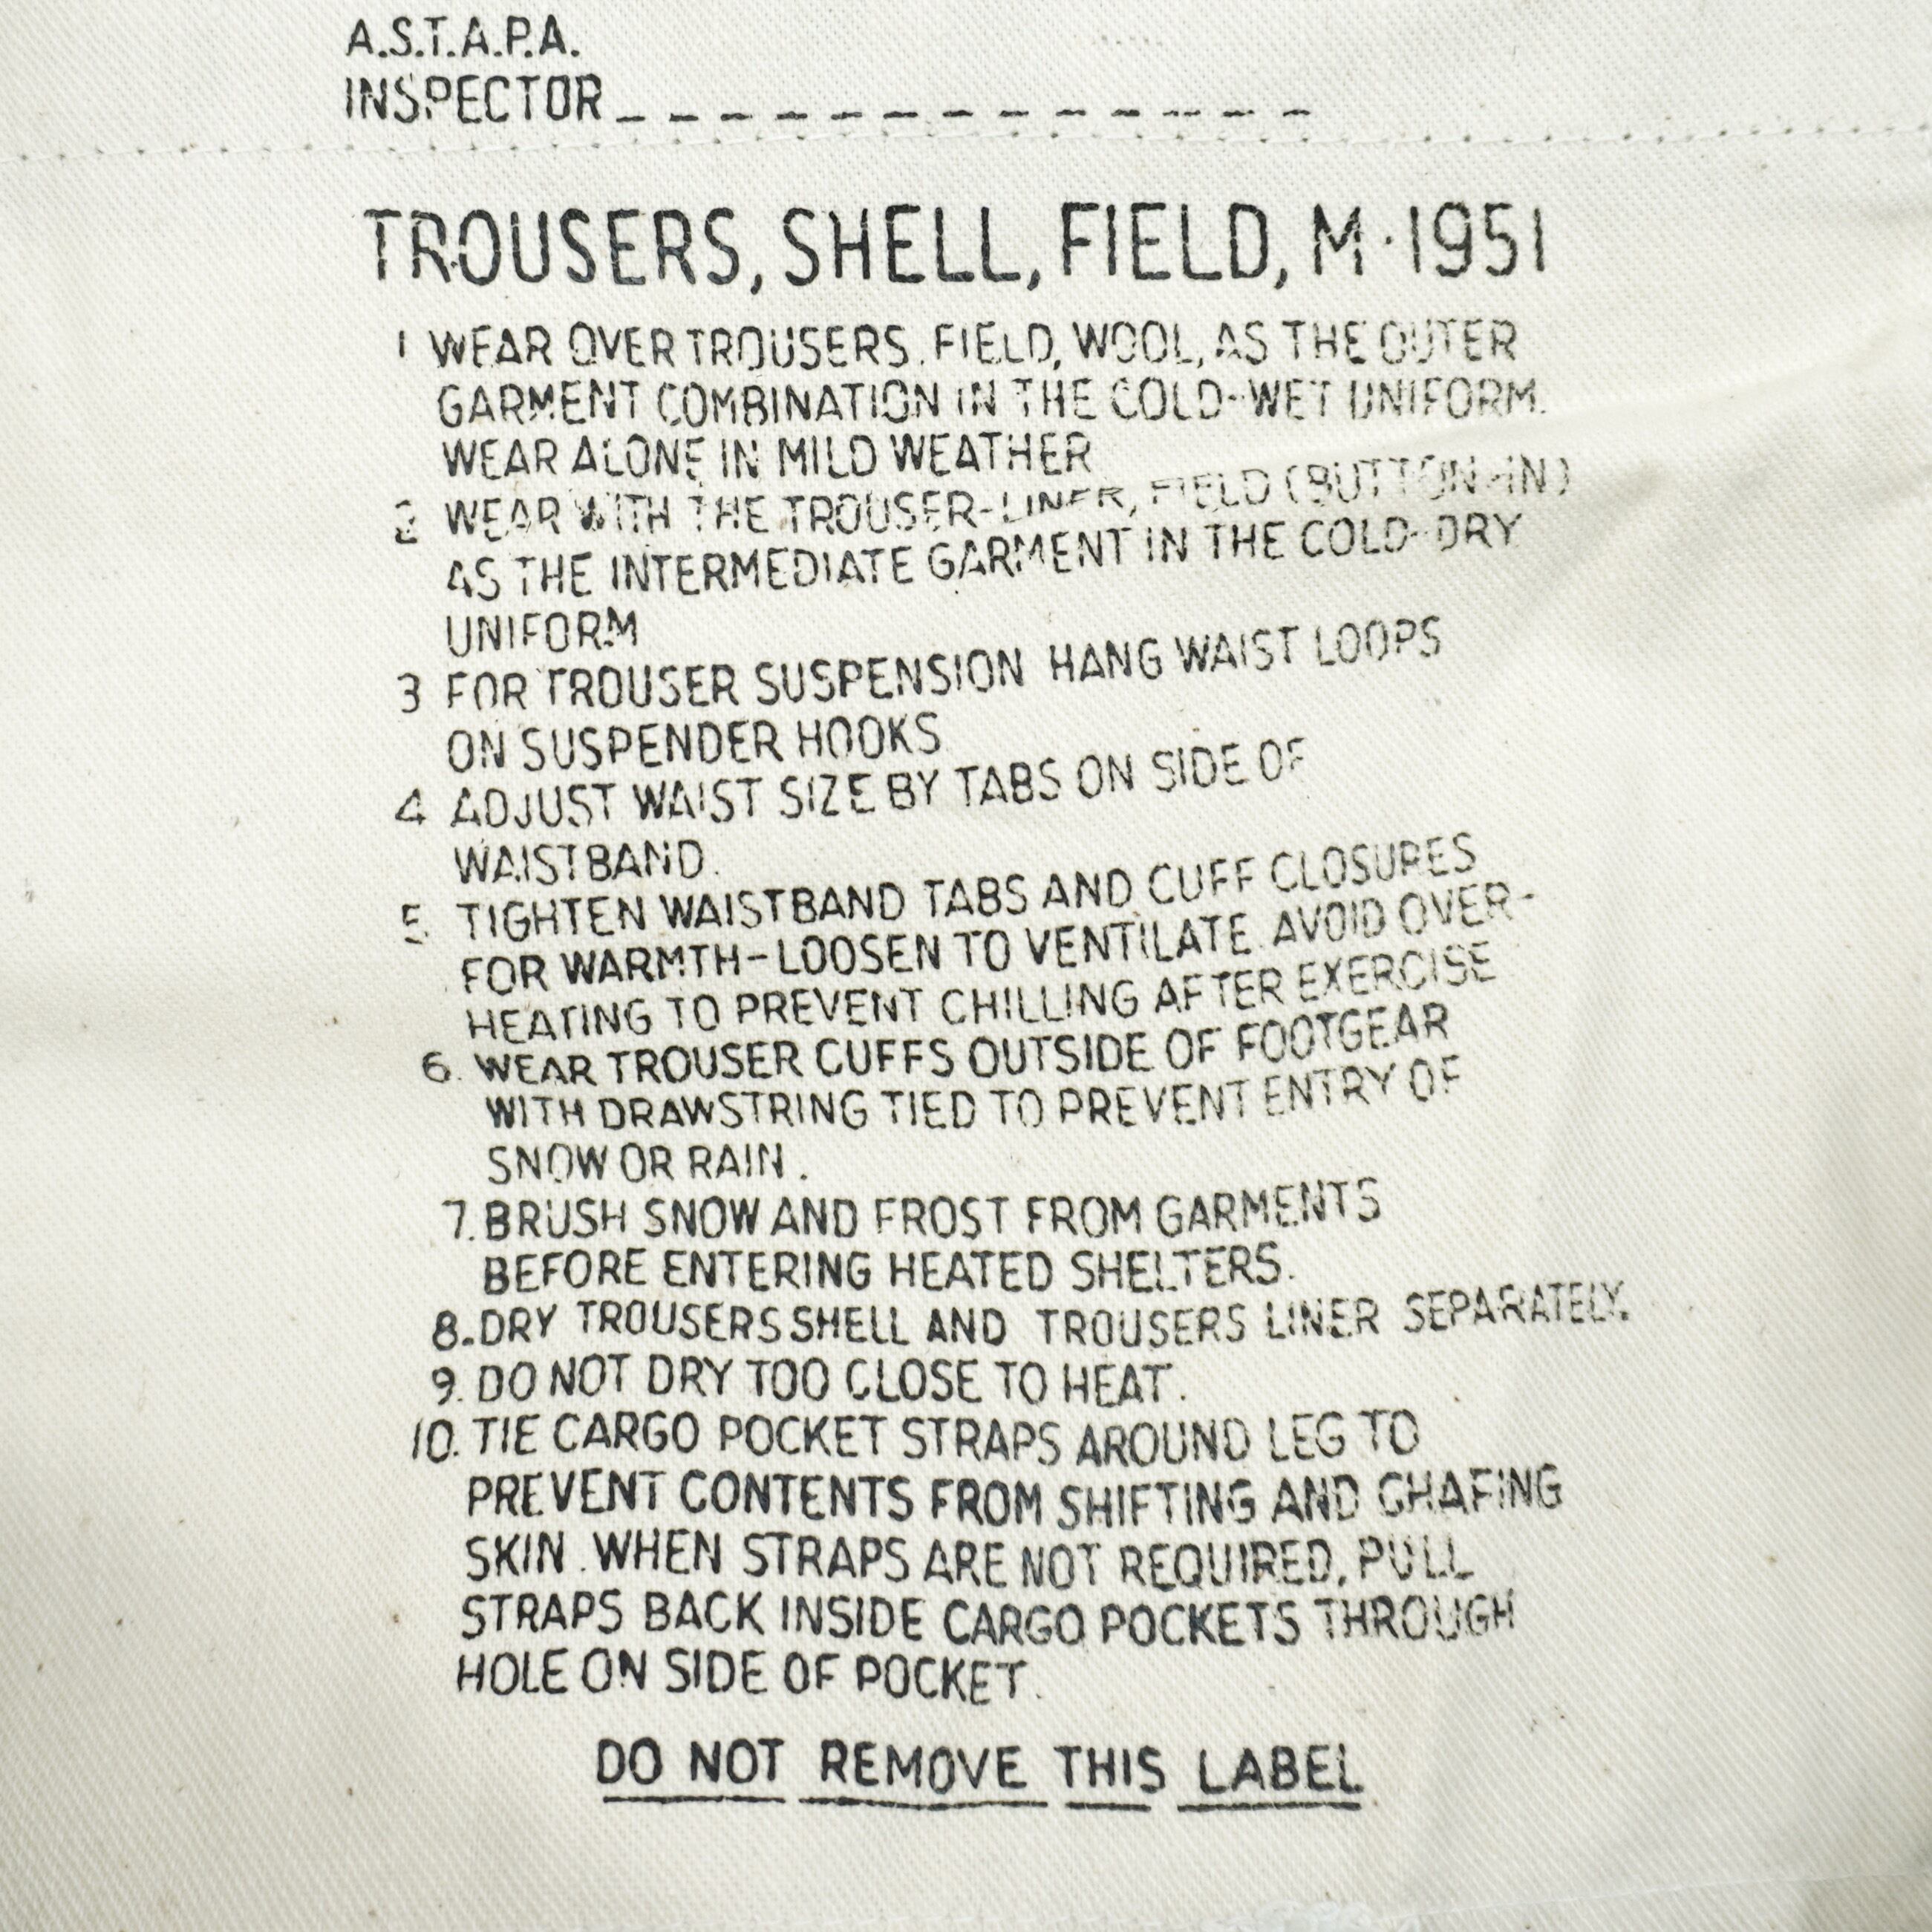 A.S.T.A.P.A.
INSPECTOR_ _ _ _ _ _ _ _ _ _ _ _ _
TROUSERS, SHELL, FIELD, M-1951
1 WEAR OVER TROUSERS. FIELD, WOOL, AS THE OUTER
GARMENT COMBINATION IN THE COLD-WET UNIFORM.
WEAR ALONE IN MILD WEATHER
2 WEAR WITH THE TROUSER-LINER, FIELD (BUTTON-IN)
AS THE INTERMEDIATE GARMENT IN THE COLD-DRY
UNIFORM
3 FOR TROUSER SUSPENSION HANG WAIST LOOPS
ON SUSPENDER HOOKS
4 ADJUST WAIST SIZE BY TABS ON SIDE OF
WAISTBAND.
5. TIGHTEN WAISTBAND TABS AND CUFF CLOSURES
FOR WARMTH-LOOSEN TO VENTILATE. AVOID OVER-
HEATING TO PREVENT CHILLING AFTER EXERCISE
6. WEAR TROUSER CUFFS OUTSIDE OF FOOTGEAR
WITH DRAWSTRING TIED TO PREVENT ENTRY OF
SNOW OR RAIN.
7. BRUSH SNOW AND FROST FROM GARMENTS
BEFORE ENTERING HEATED SHELTERS.
8. DRY TROUSERS SHELL AND TROUSERS LINER SEPARATELY.
9. DO NOT DRY TOO CLOSE TO HEAT.
10. TIE CARGO POCKET STRAPS AROUND LEG TO
PREVENT CONTENTS FROM SHIFTING AND CHAFING
SKIN. WHEN STRAPS ARE NOT REQUIRED, PULL
STRAPS BACK INSIDE CARGO POCKETS THROUGH
HOLE ON SIDE OF POCKET.
DO NOT REMOVE THIS LABEL